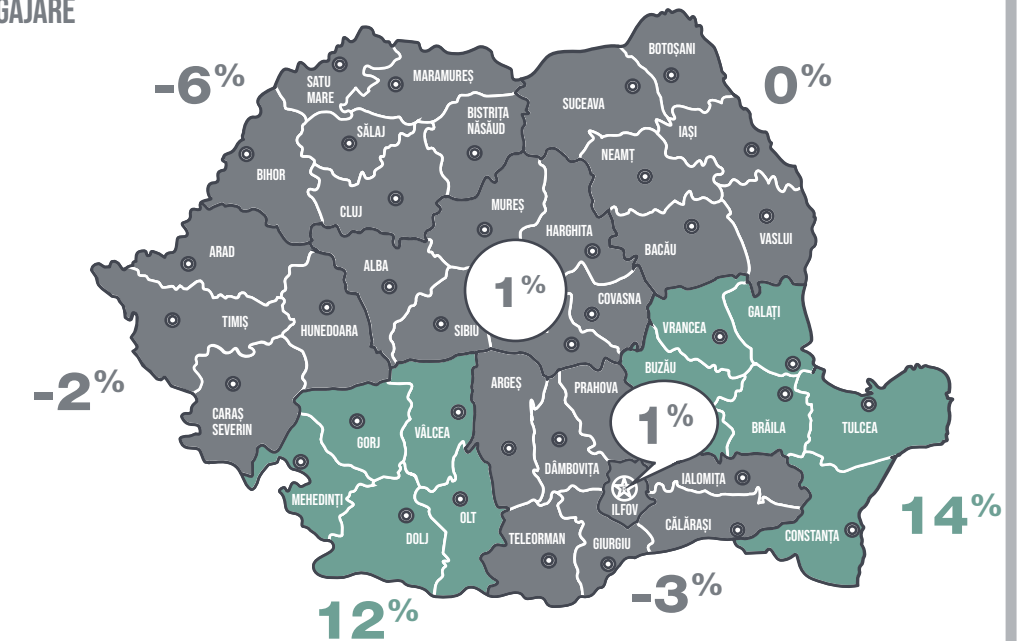 GAJARE
BOTOȘANI
-6%
0%
SATU
MARE
MARAMUREȘ
SUCEAVA
BISTRIȚA
NĂSĂUD
SĂLAJ
IAȘI
NEAMȚ
BIHOR
CLUJ
MUREȘ
HARGHITA
VASLUI
BACĂU
ARAD
ALBA
1%
COVASNA
TIMIȘ
HUNEDOARA
SIBIU
VRANCEA
GALAȚI
BUZĂU
-2%
ARGEȘ
PRAHOVA
CARAȘ
SEVERIN
1%
GORJ
VÂLCEA
BRĂILA
TULCEA
DÂMBOVIȚA
IALOMIȚA
MEHEDINȚI
ILFOV
14%
OLT
CĂLĂRAȘI
DOLJ
TELEORMAN
GIURGIU
CONSTANȚA
-3%
12%